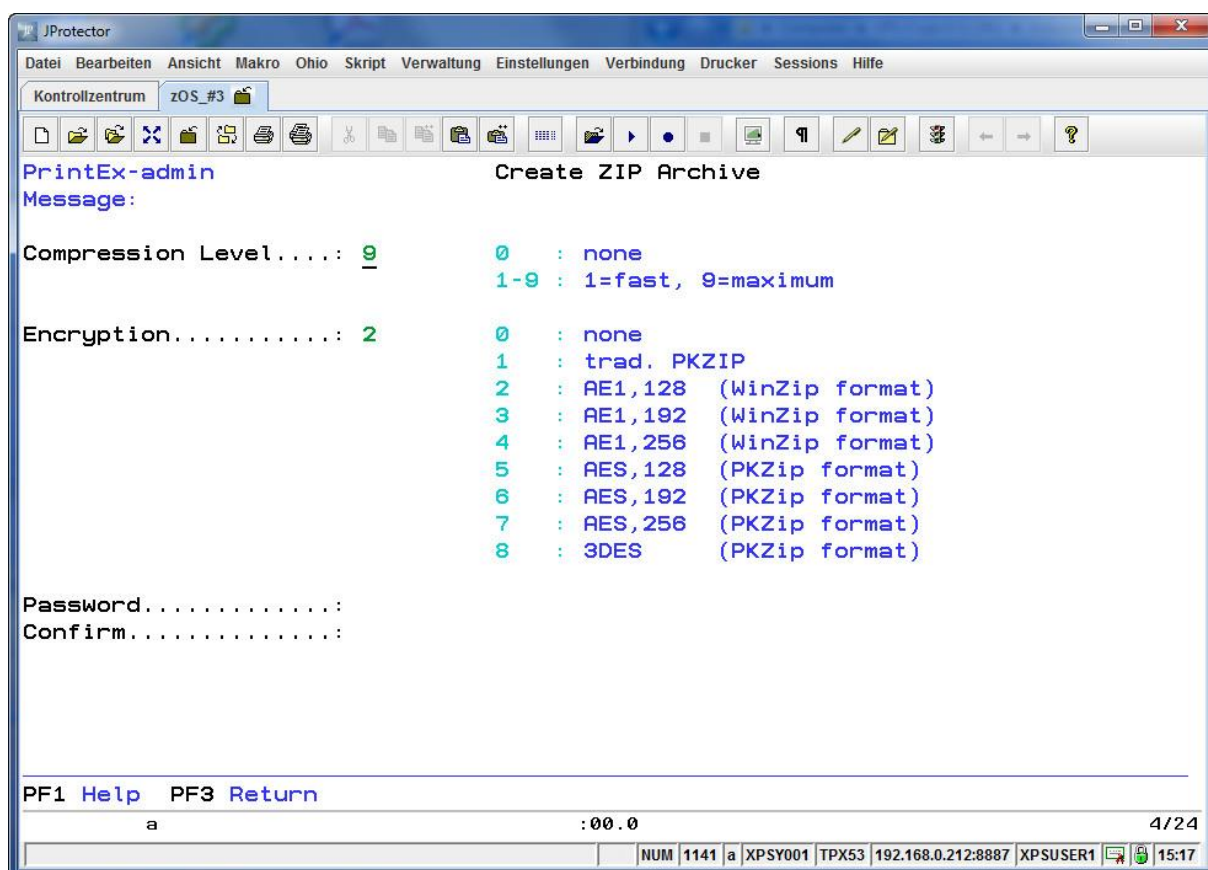 JProtector
Datei Bearbeiten Ansicht Makro Ohio Skript Verwaltung Einstellungen Verbindung Drucker Sessions Hilfe
Kontrollzentrum zOS_#3
PrintEx-admin Create ZIP Archive
Message:
Compression Level....: 9 0 : none
1-9 : 1=fast, 9=maximum
Encryption...........: 2 0 : none
1 : trad. PKZIP
2 : AE1,128 (WinZip format)
3 : AE1,192 (WinZip format)
4 : AE1,256 (WinZip format)
5 : AES,128 (PKZip format)
6 : AES,192 (PKZip format)
7 : AES,256 (PKZip format)
8 : 3DES (PKZip format)
Password.............:
Confirm..............:
PF1 Help PF3 Return
a :00.0 4/24
NUM 1141 a XPSY001 TPX53 192.168.0.212:8887 XPSUSER1 15:17